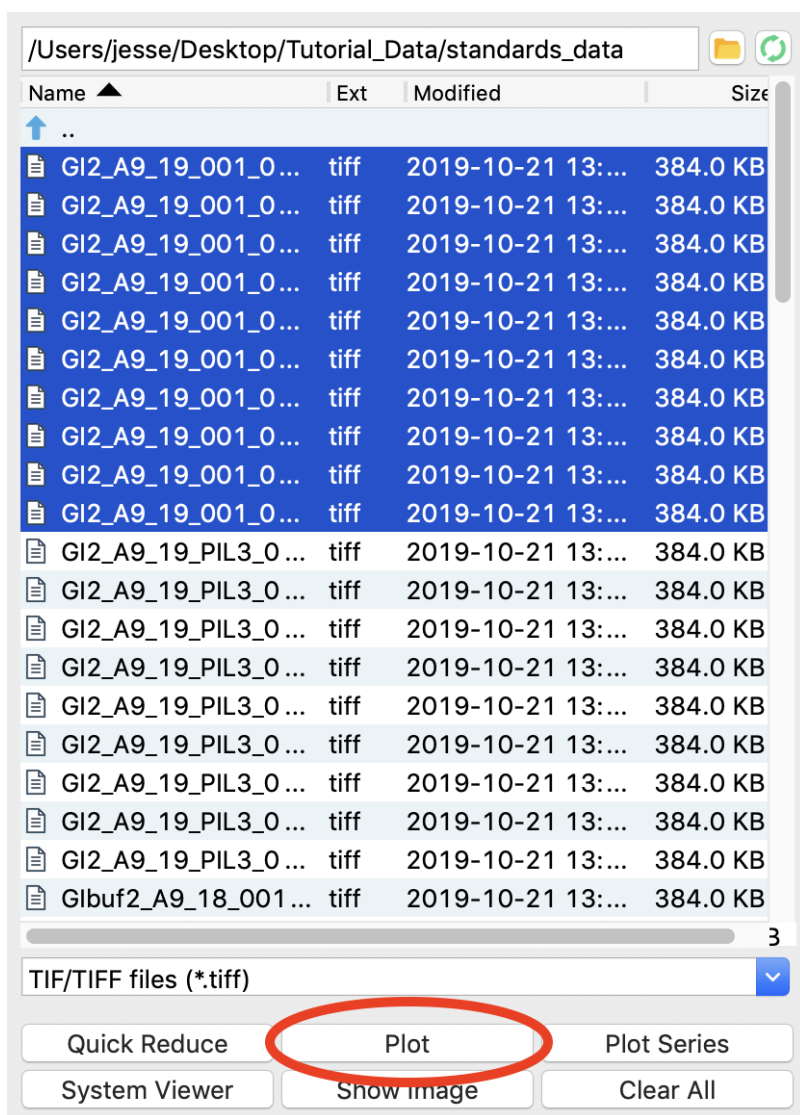 /Users/jesse/Desktop/Tutorial_Data/standards_data
Name Ext Modified Size
..
GI2_A9_19_001_0... tiff 2019-10-21 13:... 384.0 KB
GI2_A9_19_001_0... tiff 2019-10-21 13:... 384.0 KB
GI2_A9_19_001_0... tiff 2019-10-21 13:... 384.0 KB
GI2_A9_19_001_0... tiff 2019-10-21 13:... 384.0 KB
GI2_A9_19_001_0... tiff 2019-10-21 13:... 384.0 KB
GI2_A9_19_001_0... tiff 2019-10-21 13:... 384.0 KB
GI2_A9_19_001_0... tiff 2019-10-21 13:... 384.0 KB
GI2_A9_19_001_0... tiff 2019-10-21 13:... 384.0 KB
GI2_A9_19_001_0... tiff 2019-10-21 13:... 384.0 KB
GI2_A9_19_001_0... tiff 2019-10-21 13:... 384.0 KB
GI2_A9_19_PIL3_0... tiff 2019-10-21 13:... 384.0 KB
GI2_A9_19_PIL3_0... tiff 2019-10-21 13:... 384.0 KB
GI2_A9_19_PIL3_0... tiff 2019-10-21 13:... 384.0 KB
GI2_A9_19_PIL3_0... tiff 2019-10-21 13:... 384.0 KB
GI2_A9_19_PIL3_0... tiff 2019-10-21 13:... 384.0 KB
GI2_A9_19_PIL3_0... tiff 2019-10-21 13:... 384.0 KB
GI2_A9_19_PIL3_0... tiff 2019-10-21 13:... 384.0 KB
GI2_A9_19_PIL3_0... tiff 2019-10-21 13:... 384.0 KB
GI2_A9_19_PIL3_0... tiff 2019-10-21 13:... 384.0 KB
GIbuf2_A9_18_001... tiff 2019-10-21 13:... 384.0 KB
TIF/TIFF files (*.tiff)
Quick Reduce Plot Plot Series
System Viewer Show Image Clear All